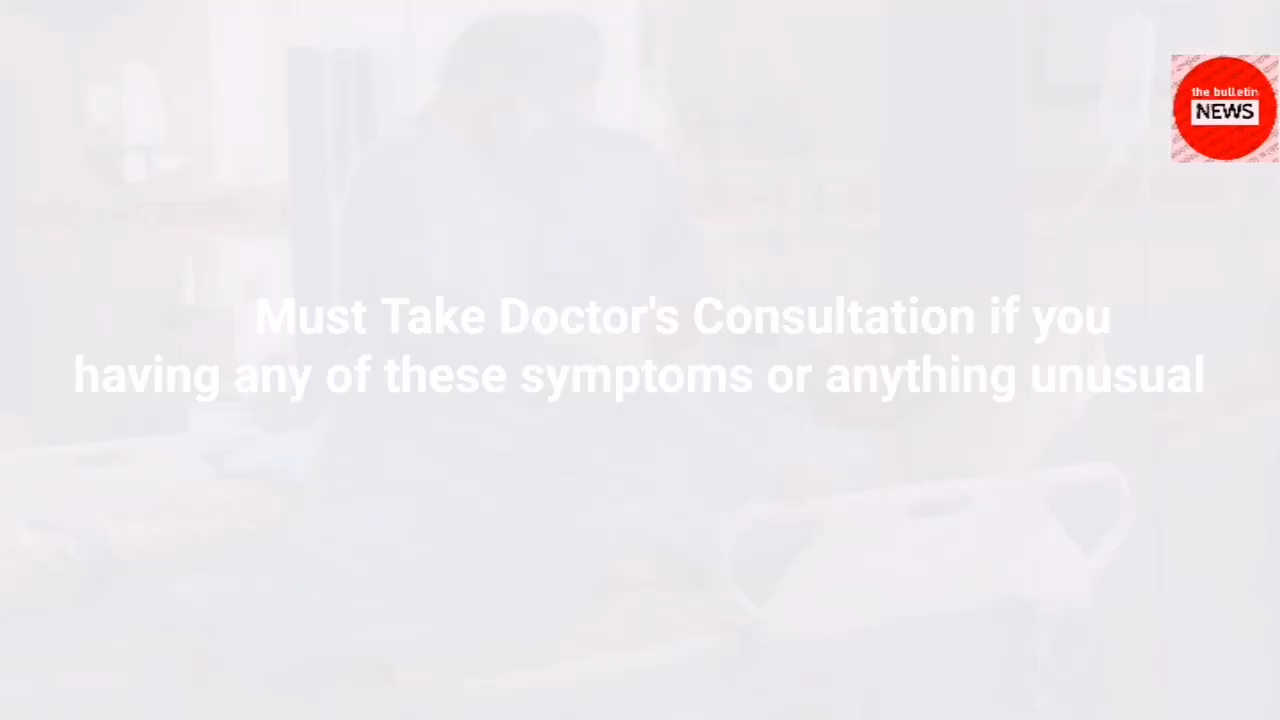 the bulletin
NEWS
Must Take Doctor's Consultation if you
having any of these symptoms or anything unusual